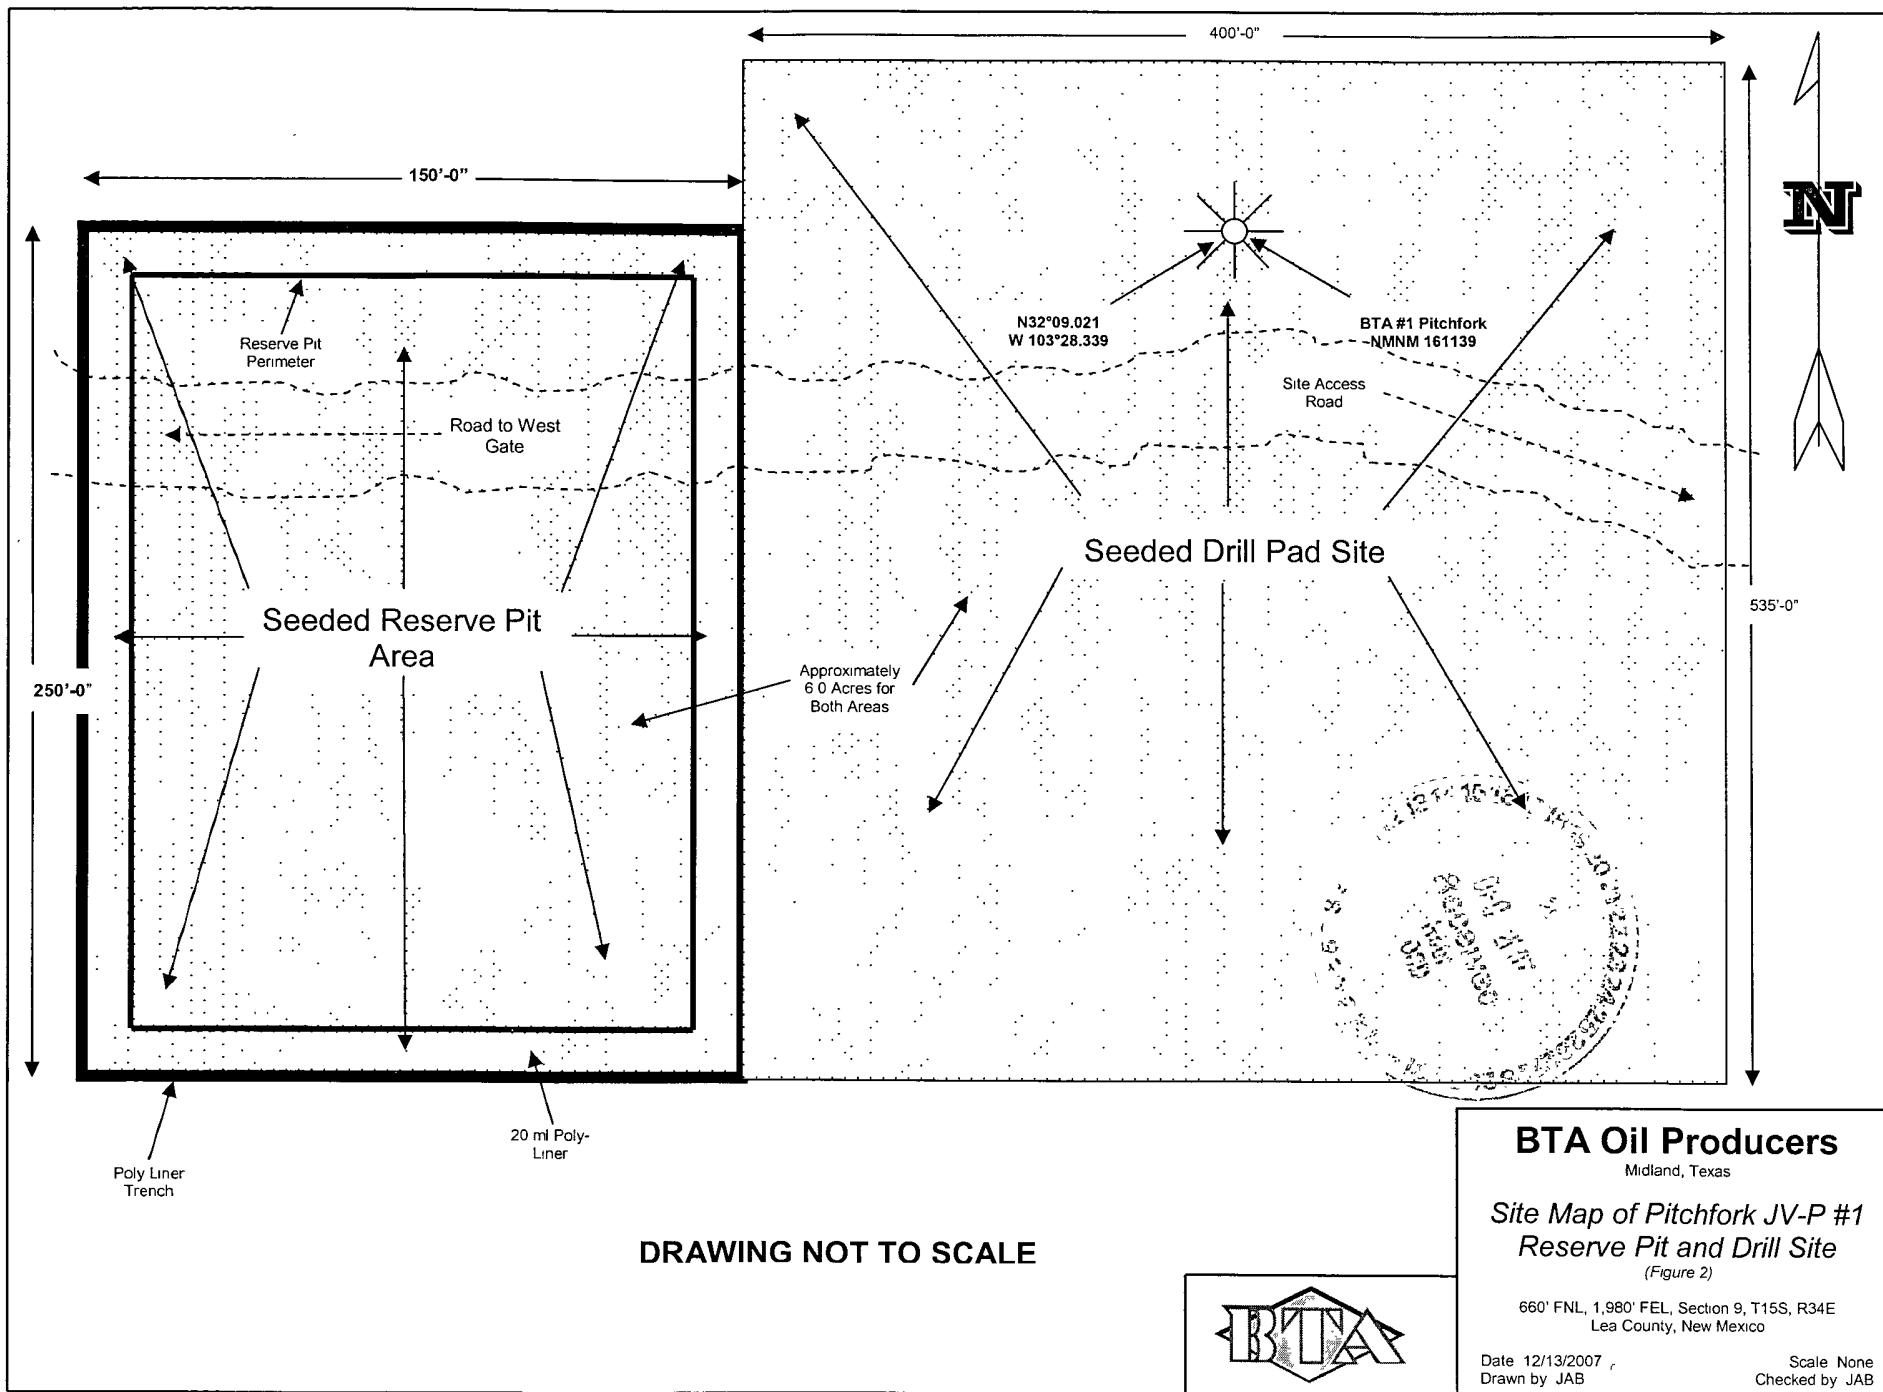 400'-0"
150'-0"
N
N32°09.021
W 103°28.339
BTA #1 Pitchfork
NMNM 161139
Reserve Pit
Perimeter
Site Access
Road
Road to West
Gate
Seeded Drill Pad Site
535'-0"
Seeded Reserve Pit
Area
250'-0"
Approximately
6 0 Acres for
Both Areas
20 ml Poly-
Liner
Poly Liner
Trench
DRAWING NOT TO SCALE
BTA
BTA Oil Producers
Midland, Texas
Site Map of Pitchfork JV-P #1
Reserve Pit and Drill Site
(Figure 2)
660' FNL, 1,980' FEL, Section 9, T15S, R34E
Lea County, New Mexico
Date 12/13/2007
Scale None
Drawn by JAB
Checked by JAB